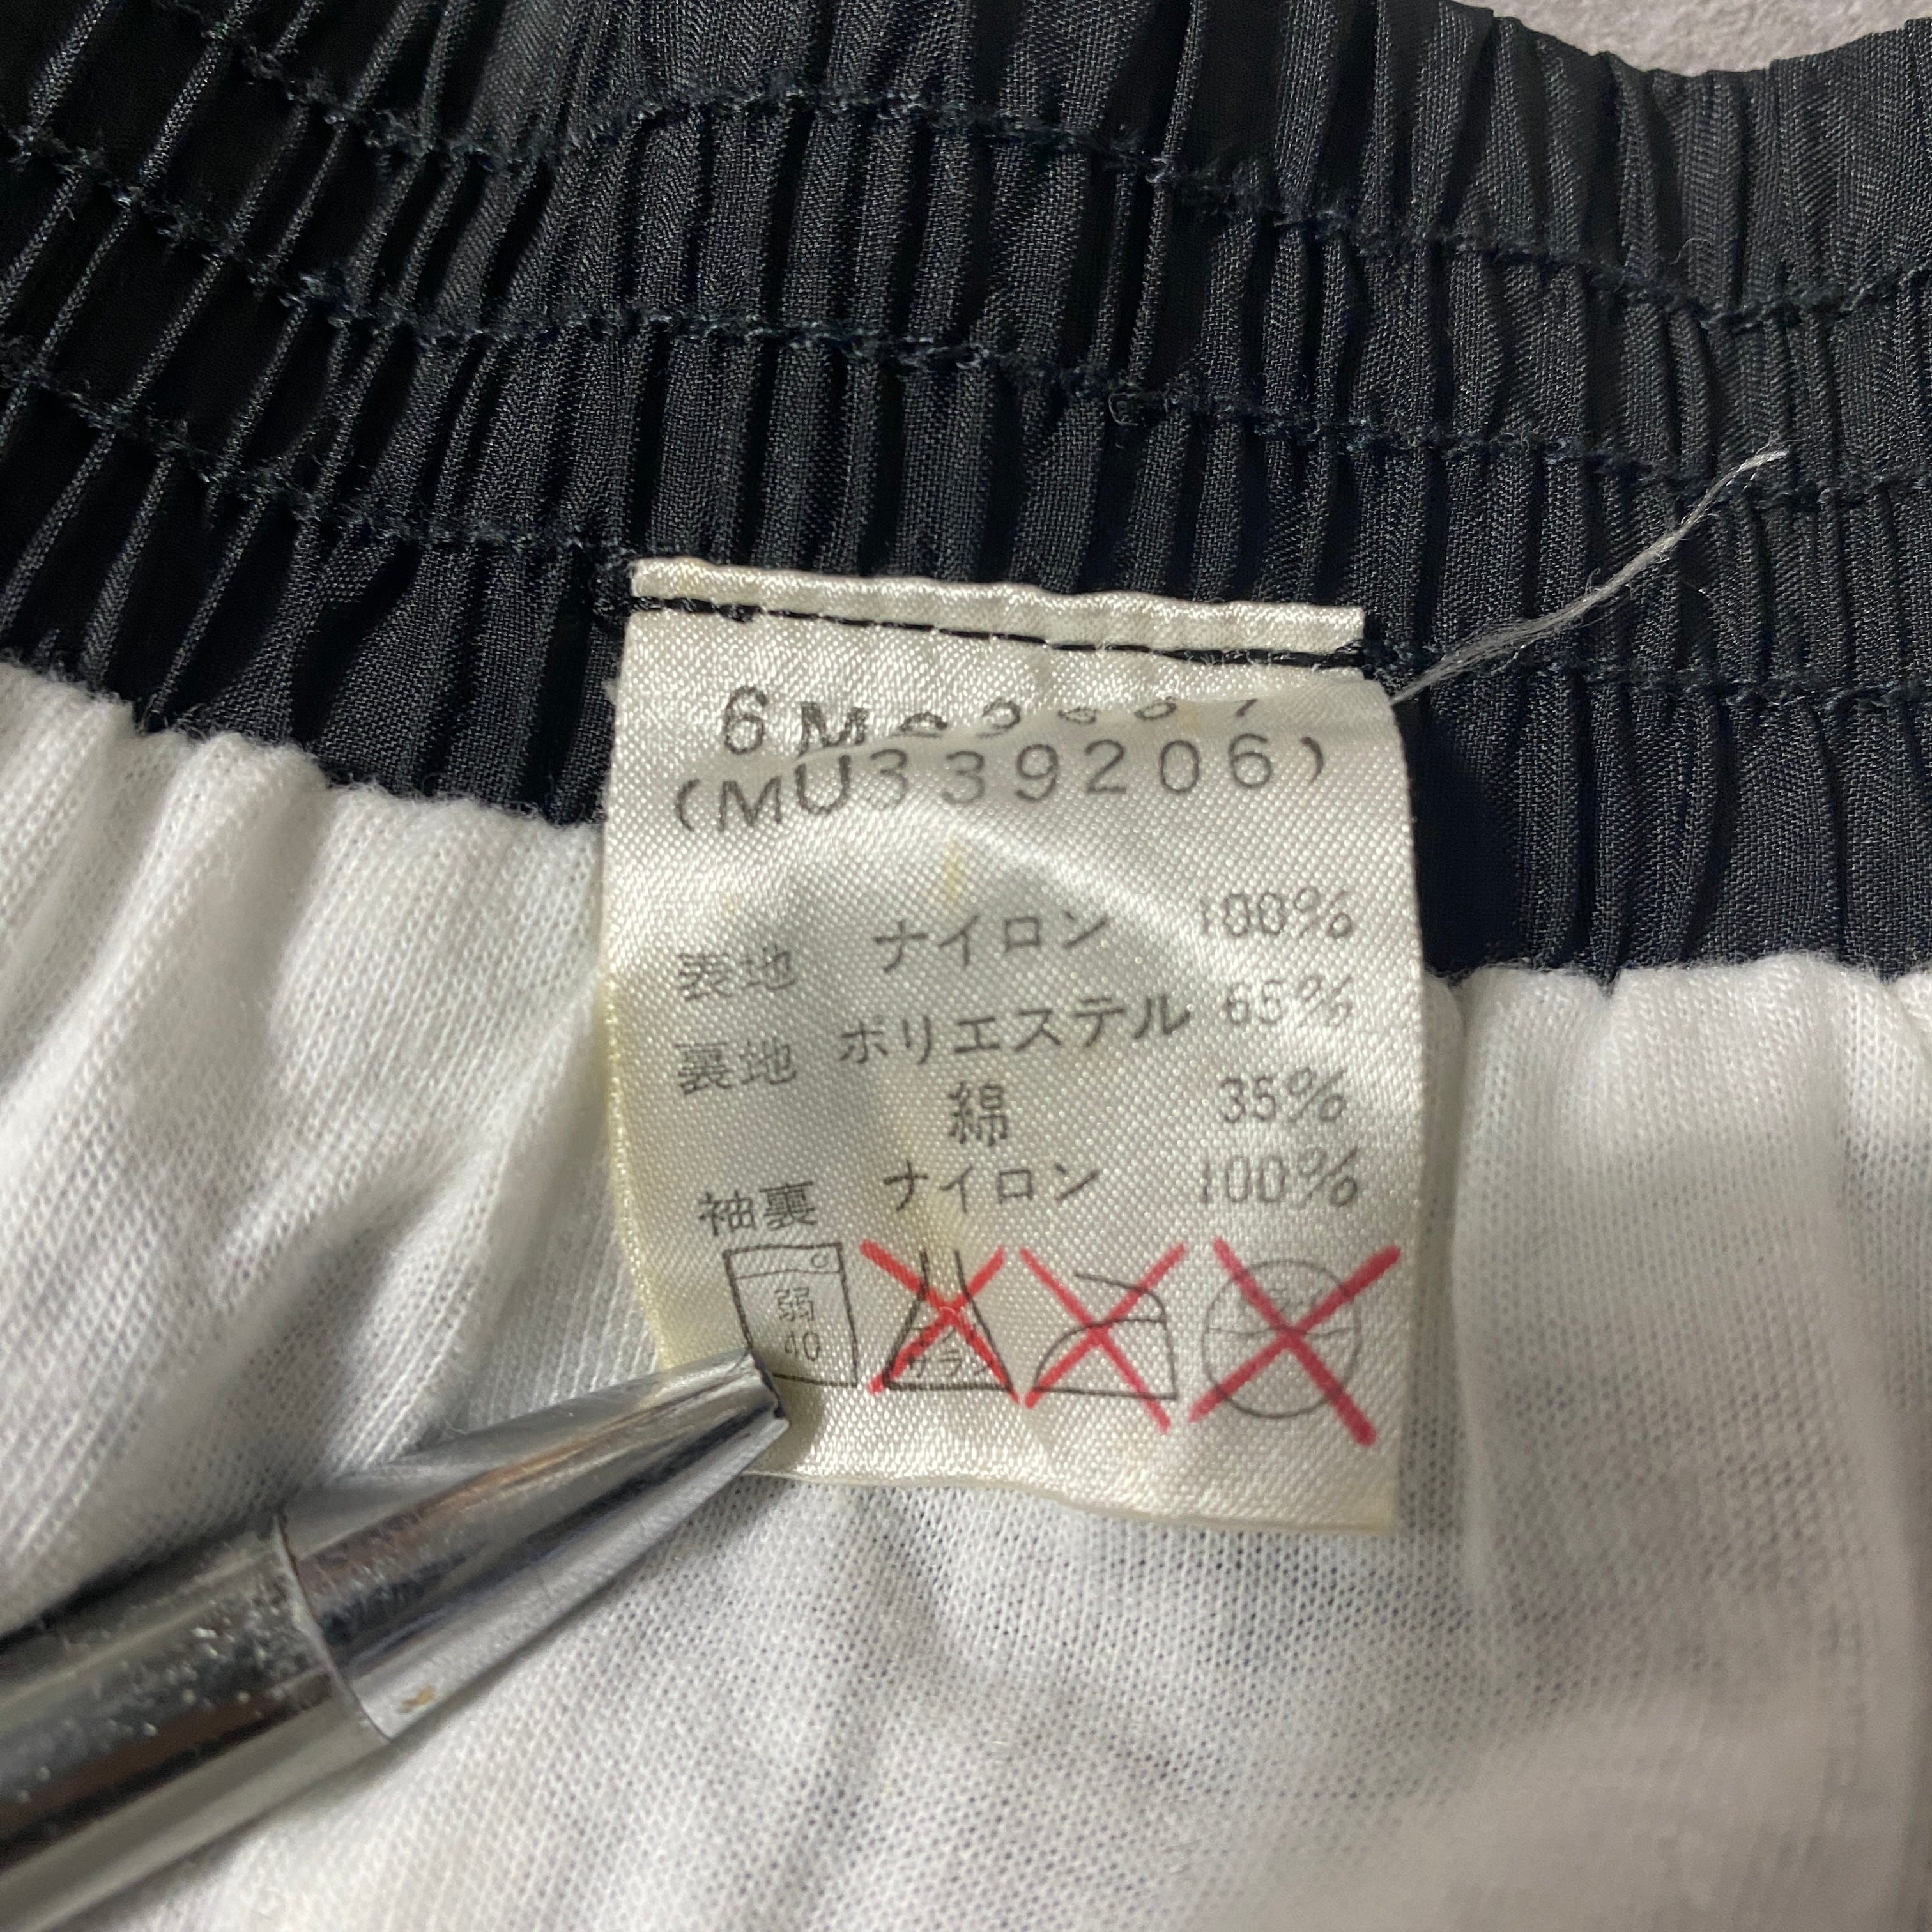 (MU339206)
表地 ナイロン 100%
裏地 ポリエステル 65%
綿 35%
袖裏 ナイロン 100%
弱
40